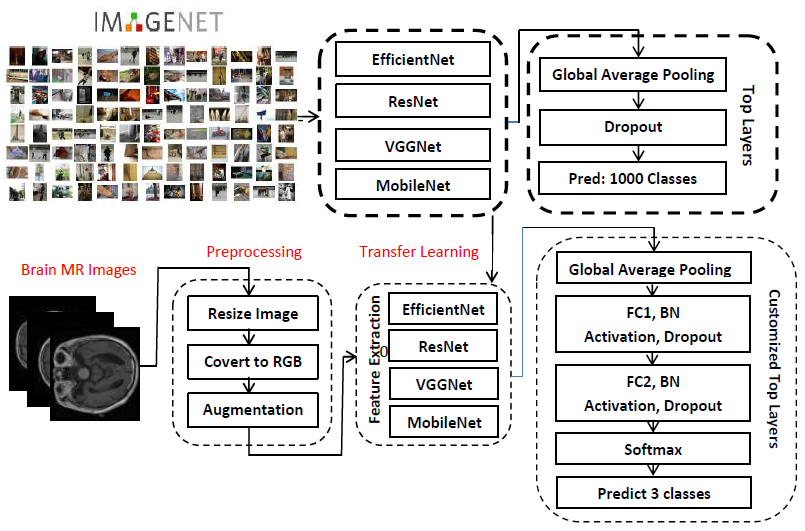 IMAGENET
EfficientNet
ResNet
VGGNet
MobileNet
Global Average Pooling
Dropout
Pred: 1000 Classes
Top Layers
Brain MR Images
Preprocessing
Resize Image
Covert to RGB
Augmentation
Transfer Learning
Feature Extraction
0
EfficientNet
ResNet
VGGNet
MobileNet
Global Average Pooling
FC1, BN
Activation, Dropout
FC2, BN
Activation, Dropout
Softmax
Predict 3 classes
Customized Top Layers